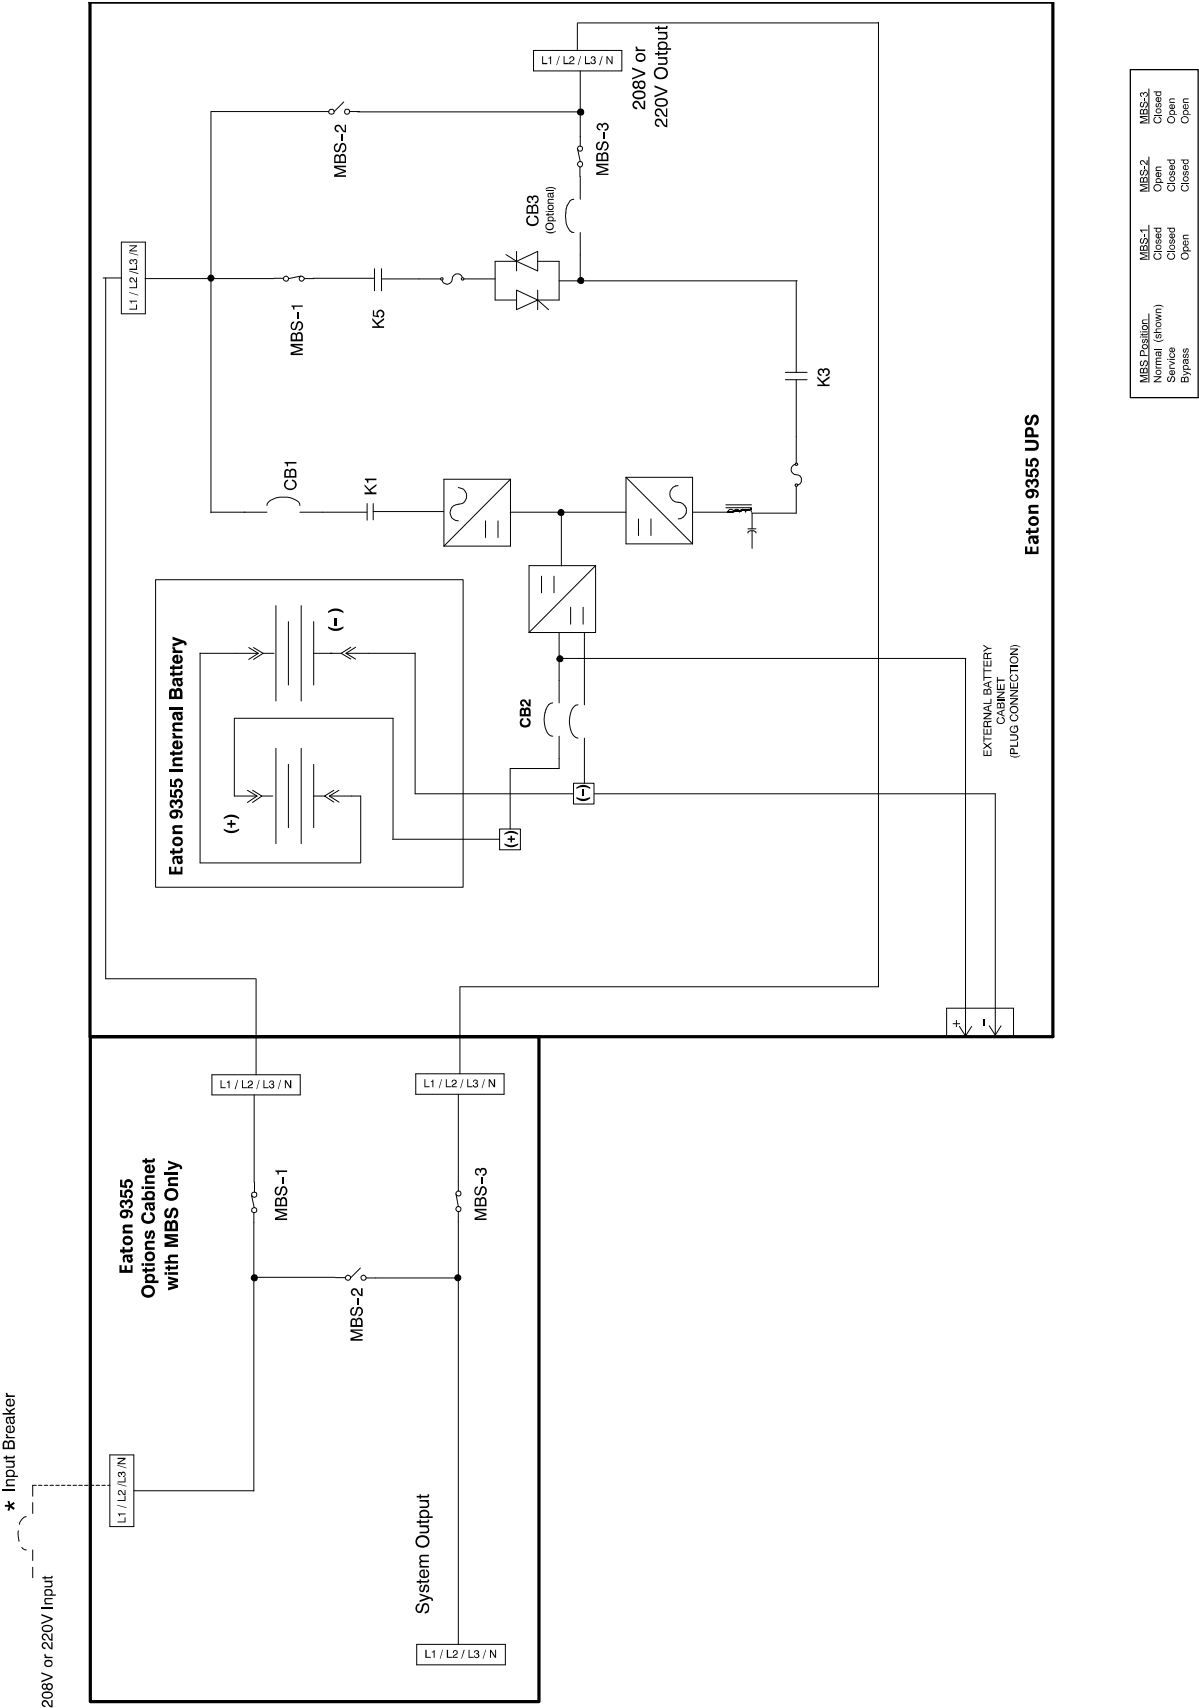 * Input Breaker
208V or 220V Input
L1 / L2 /L3 /N
Eaton 9355
Options Cabinet
with MBS Only
MBS-1
MBS-2
MBS-3
L1 / L2 / L3 / N
L1 / L2 / L3 / N
System Output
L1 / L2 / L3 / N
L1 / L2 /L3 /N
Eaton 9355 Internal Battery
(+)
(-)
(+)
(-)
CB2
CB1
K1
MBS-1
K5
MBS-2
CB3
(Optional)
MBS-3
L1 / L2 / L3 / N
208V or
220V Output
K3
EXTERNAL BATTERY
CABINET
(PLUG CONNECTION)
+
-
Eaton 9355 UPS
MBS Position MBS-1 MBS-2 MBS-3
Normal (shown) Closed Open Closed
Service Closed Closed Open
Bypass Open Closed Open